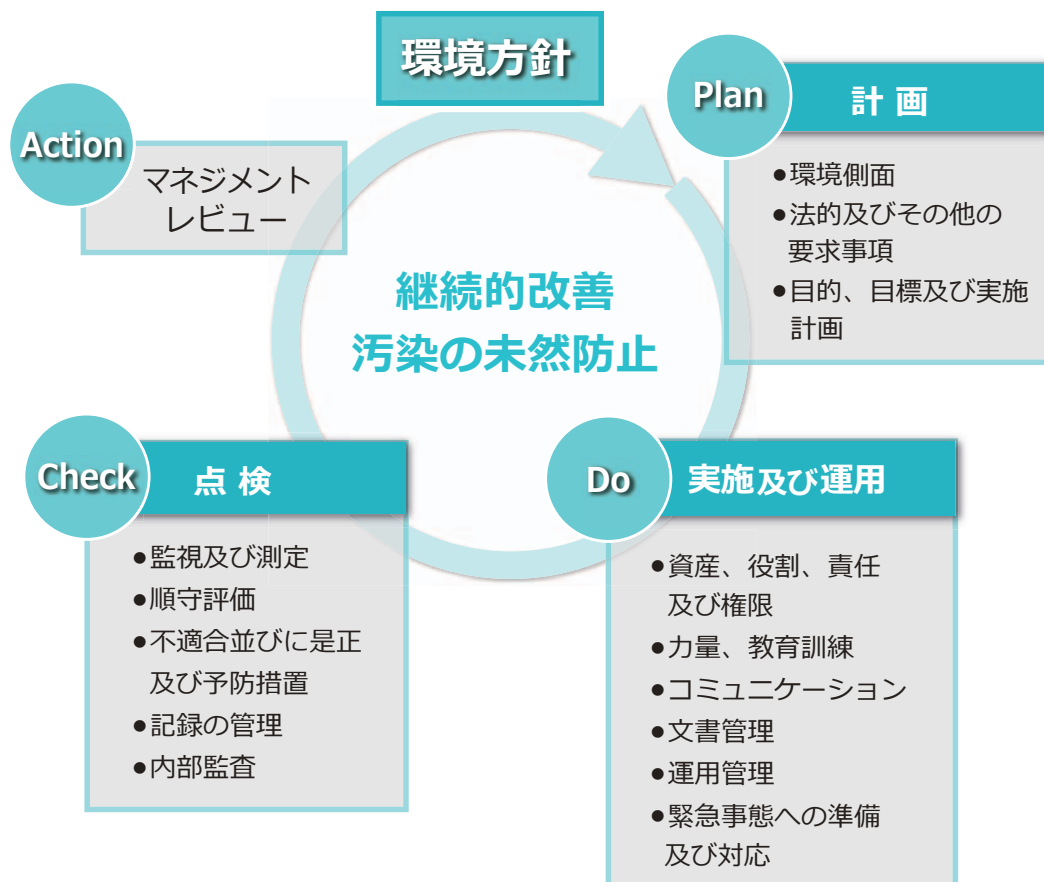 環境方針
Plan
計 画
●環境側面
●法的及びその他の
要求事項
●目的、目標及び実施
計画
Action
マネジメント
レビュー
継続的改善
汚染の未然防止
Check
点 検
●監視及び測定
●順守評価
●不適合並びに是正
及び予防措置
●記録の管理
●内部監査
Do
実施及び運用
●資産、役割、責任
及び権限
●力量、教育訓練
●コミュニケーション
●文書管理
●運用管理
●緊急事態への準備
及び対応